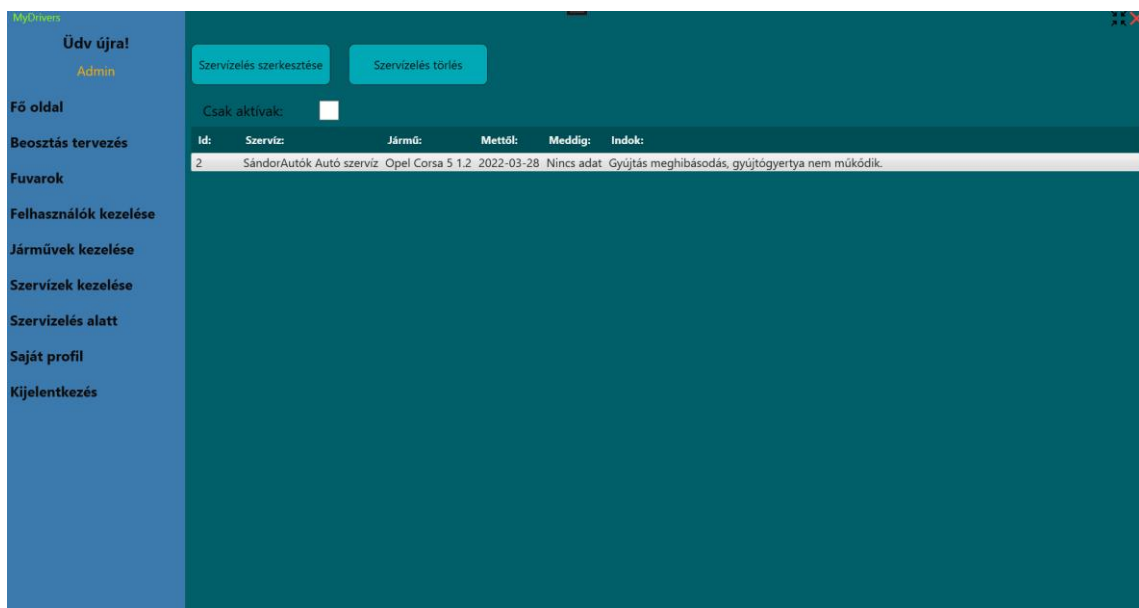 MyDrivers
Üdv újra!
Admin
Fő oldal
Beosztás tervezés
Fuvarok
Felhasználók kezelése
Járművek kezelése
Szervízek kezelése
Szervizelés alatt
Saját profil
Kijelentkezés
Szervízelés szerkesztése Szervízelés törlés
Csak aktívak:
Id: Szervíz: Jármű: Mettől: Meddig: Indok:
2 SándorAutók Autó szervíz Opel Corsa 5 1.2 2022-03-28 Nincs adat Gyújtás meghibásodás, gyújtógyertya nem működik.